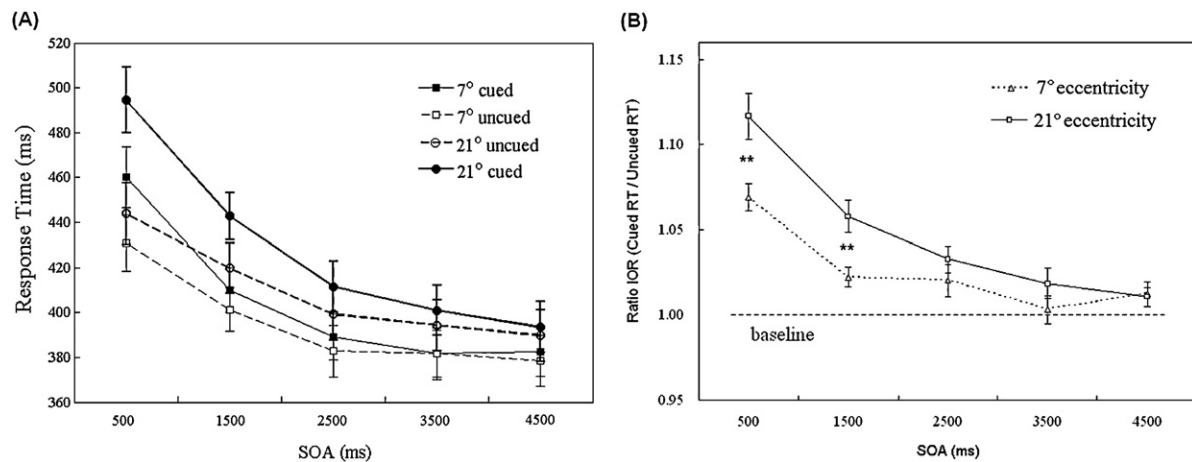 (A)
520
500
480
460
440
420
400
380
360
Response Time (ms)
7° cued
7° uncued
21° uncued
21° cued
500 1500 2500 3500 4500
SOA (ms)
(B)
1.15
1.10
1.05
1.00
0.95
Ratio IOR (Cued RT / Uncued RT)
7° eccentricity
21° eccentricity
**
**
baseline
500 1500 2500 3500 4500
SOA (ms)